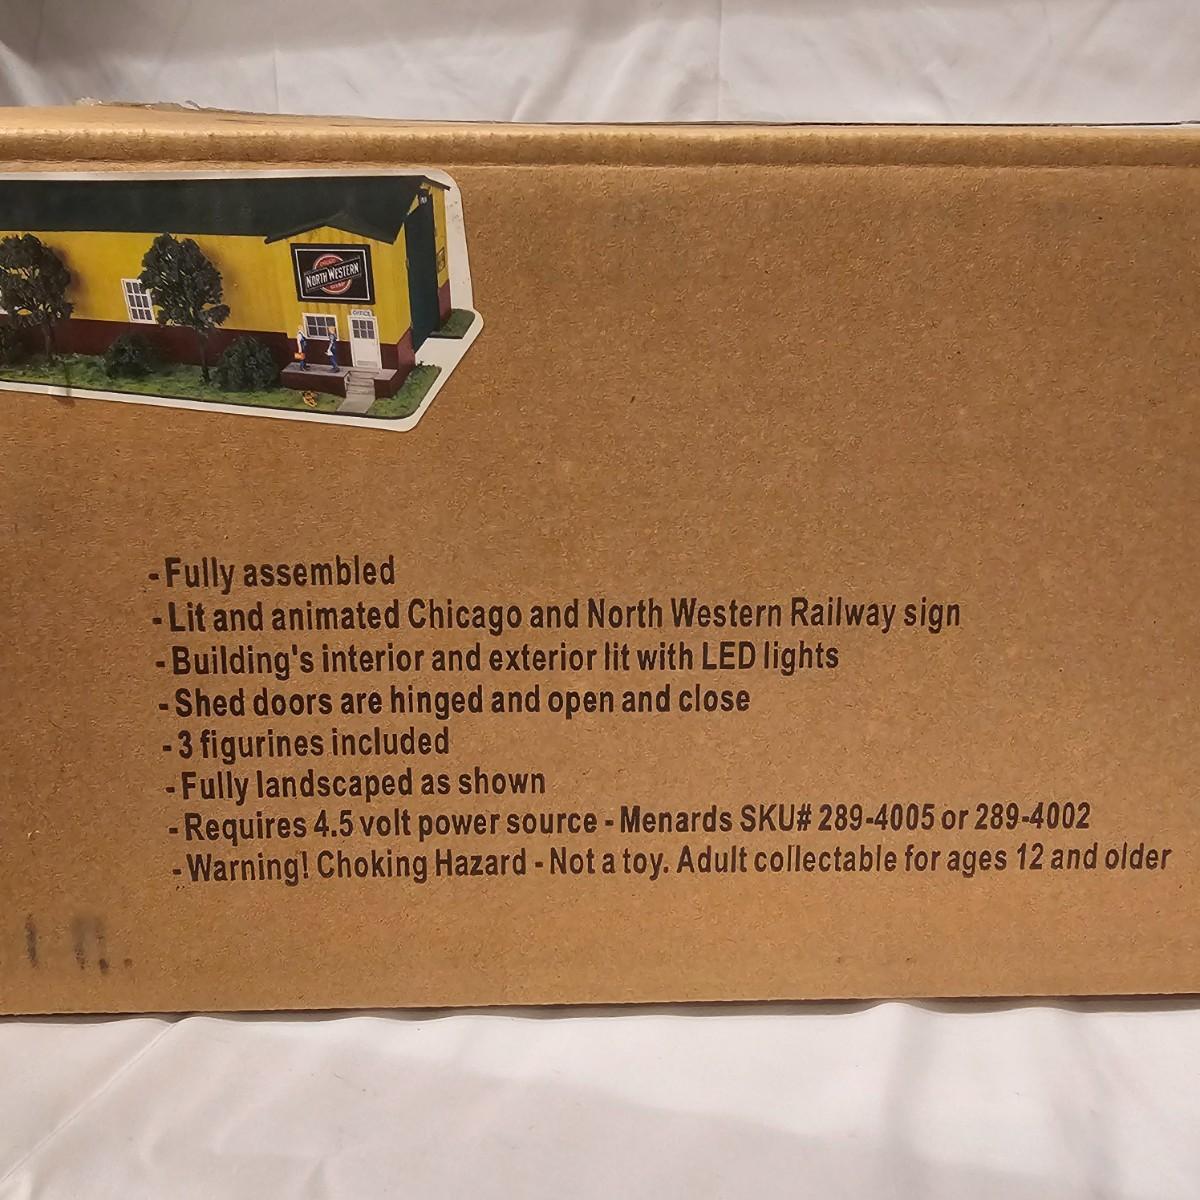 NORTH WESTERN
OFFICE
- Fully assembled
- Lit and animated Chicago and North Western Railway sign
- Building's interior and exterior lit with LED lights
- Shed doors are hinged and open and close
- 3 figurines included
- Fully landscaped as shown
- Requires 4.5 volt power source - Menards SKU# 289-4005 or 289-4002
- Warning! Choking Hazard - Not a toy. Adult collectable for ages 12 and older